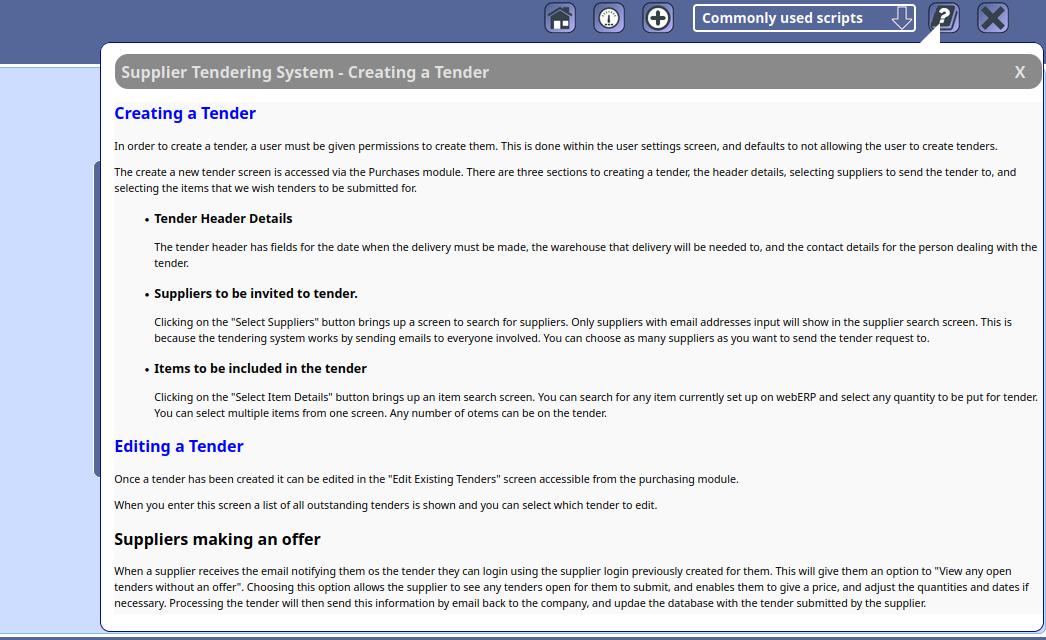 Commonly used scripts
?
Supplier Tendering System - Creating a Tender X
Creating a Tender
In order to create a tender, a user must be given permissions to create them. This is done within the user settings screen, and defaults to not allowing the user to create tenders.
The create a new tender screen is accessed via the Purchases module. There are three sections to creating a tender, the header details, selecting suppliers to send the tender to, and
selecting the items that we wish tenders to be submitted for.
• Tender Header Details
The tender header has fields for the date when the delivery must be made, the warehouse that delivery will be needed to, and the contact details for the person dealing with the
tender.
• Suppliers to be invited to tender.
Clicking on the "Select Suppliers" button brings up a screen to search for suppliers. Only suppliers with email addresses input will show in the supplier search screen. This is
because the tendering system works by sending emails to everyone involved. You can choose as many suppliers as you want to send the tender request to.
• Items to be included in the tender
Clicking on the "Select Item Details" button brings up an item search screen. You can search for any item currently set up on webERP and select any quantity to be put for tender.
You can select multiple items from one screen. Any number of otems can be on the tender.
Editing a Tender
Once a tender has been created it can be edited in the "Edit Existing Tenders" screen accessible from the purchasing module.
When you enter this screen a list of all outstanding tenders is shown and you can select which tender to edit.
Suppliers making an offer
When a supplier receives the email notifying them os the tender they can login using the supplier login previously created for them. This will give them an option to "View any open
tenders without an offer". Choosing this option allows the supplier to see any tenders open for them to submit, and enables them to give a price, and adjust the quantities and dates if
necessary. Processing the tender will then send this information by email back to the company, and updae the database with the tender submitted by the supplier.